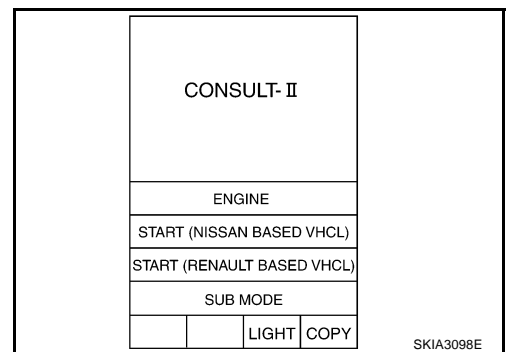 CONSULT-II
ENGINE
START (NISSAN BASED VHCL)
START (RENAULT BASED VHCL)
SUB MODE
LIGHT COPY
SKIA3098E